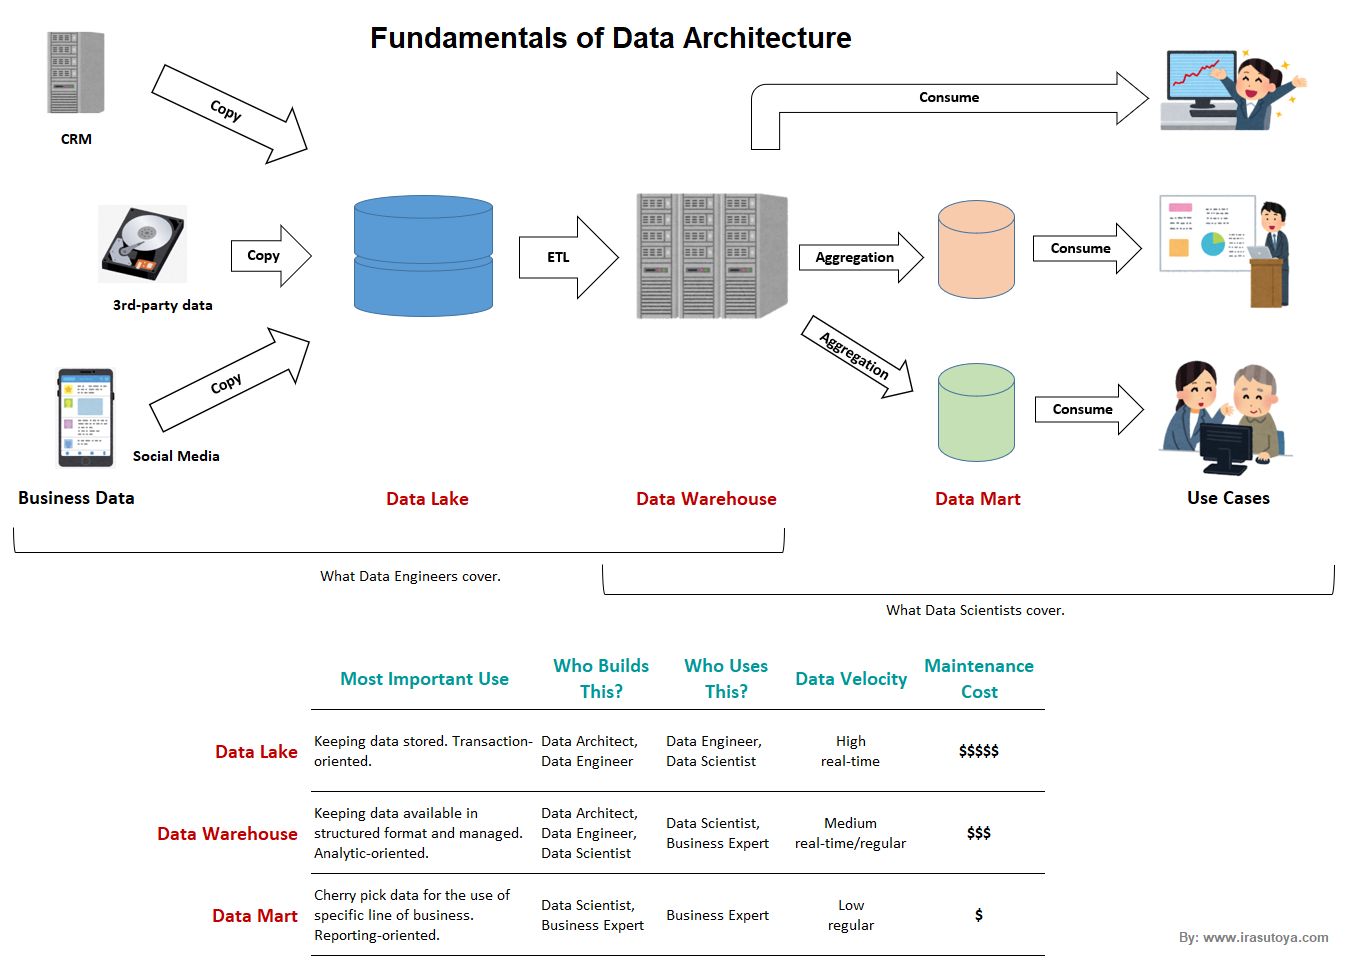 Fundamentals of Data Architecture
CRM
Copy
Consume
3rd-party data
Copy
ETL
Aggregation
Consume
Social Media
Copy
Aggregation
Consume
Business Data
Data Lake
Data Warehouse
Data Mart
Use Cases
What Data Engineers cover.
What Data Scientists cover.
Most Important Use
Who Builds
This?
Who Uses
This?
Data Velocity
Maintenance
Cost
Data Lake
Keeping data stored. Transaction-
oriented.
Data Architect,
Data Engineer
Data Engineer,
Data Scientist
High
real-time
$$$$$
Data Warehouse
Keeping data available in
structured format and managed.
Analytic-oriented.
Data Architect,
Data Engineer,
Data Scientist
Data Scientist,
Business Expert
Medium
real-time/regular
$$$
Data Mart
Cherry pick data for the use of
specific line of business.
Reporting-oriented.
Data Scientist,
Business Expert
Business Expert
Low
regular
$
By: www.irasutoya.com